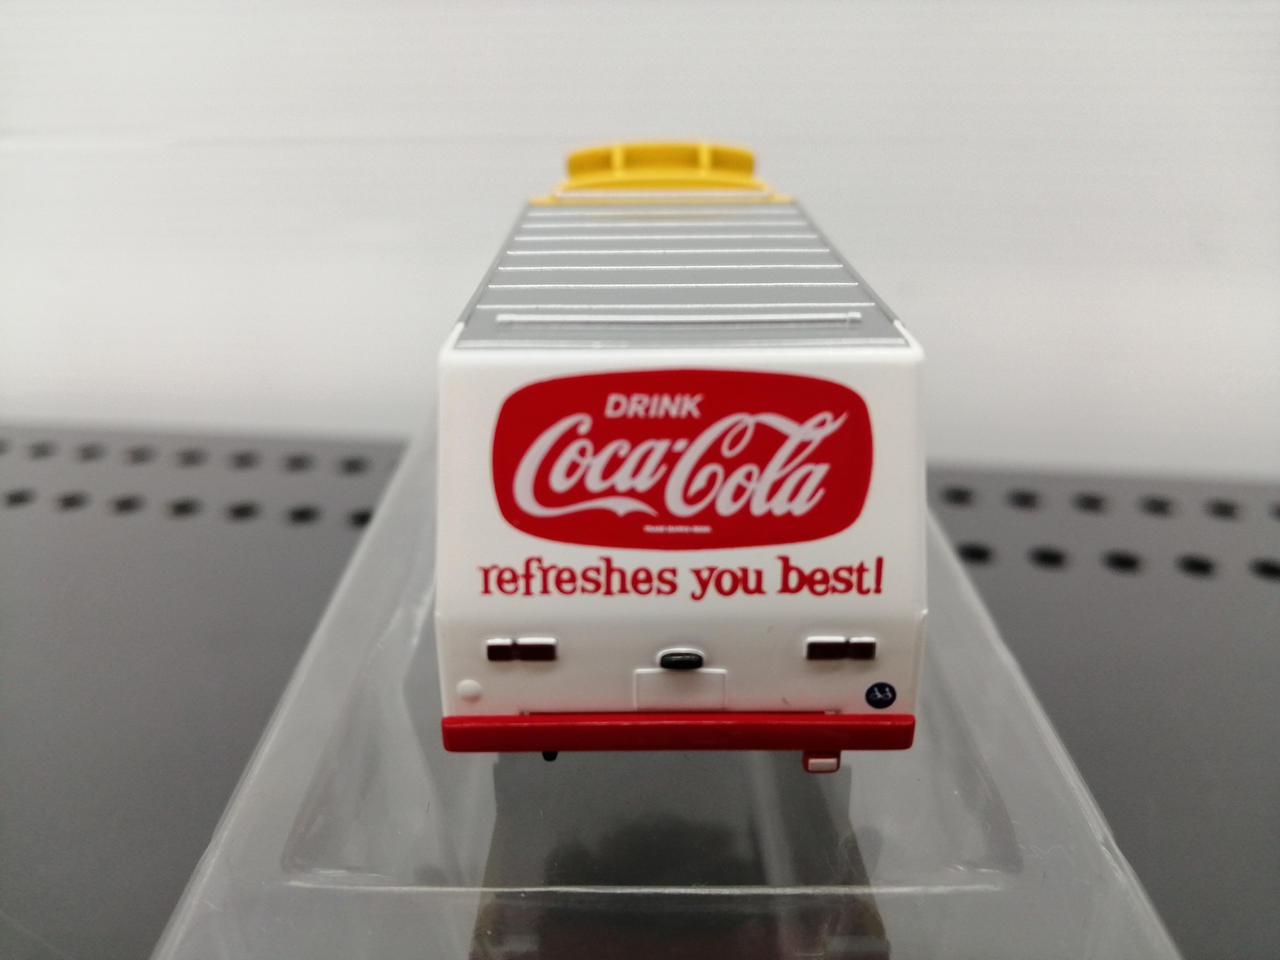 DRINK
Coca-Cola
refreshes you best!